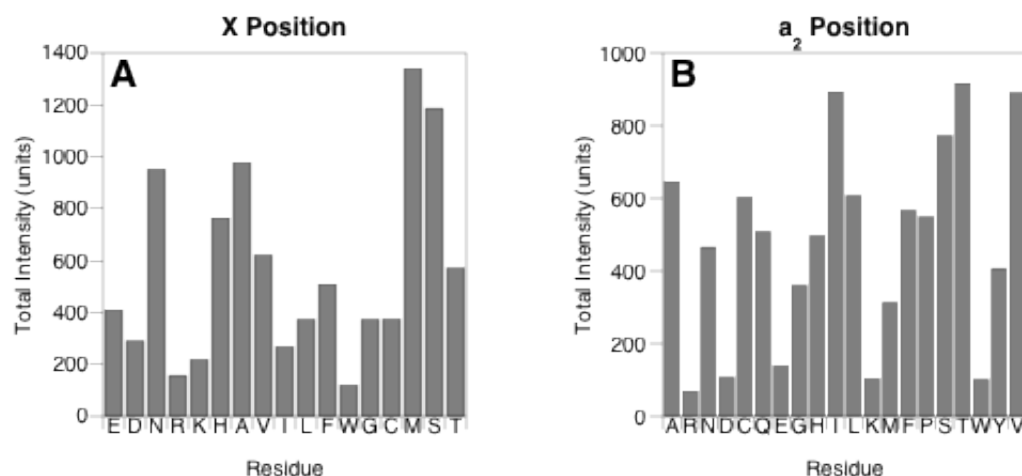 X Position
A
Total Intensity (units)
1400
1200
1000
800
600
400
200
0
E D N R K H A V I L F W G C M S T
Residue
a2 Position
B
Total Intensity (units)
1000
800
600
400
200
0
A R N D C Q E G H I L K M F P S T W Y V
Residue